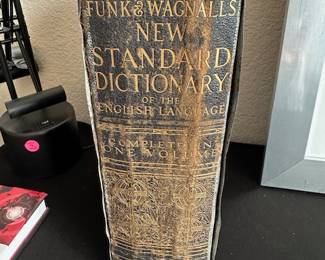 FUNK & WAGNALLS
NEW
STANDARD
DICTIONARY
OF THE
ENGLISH LANGUAGE
COMPLETE IN
ONE VOLUME